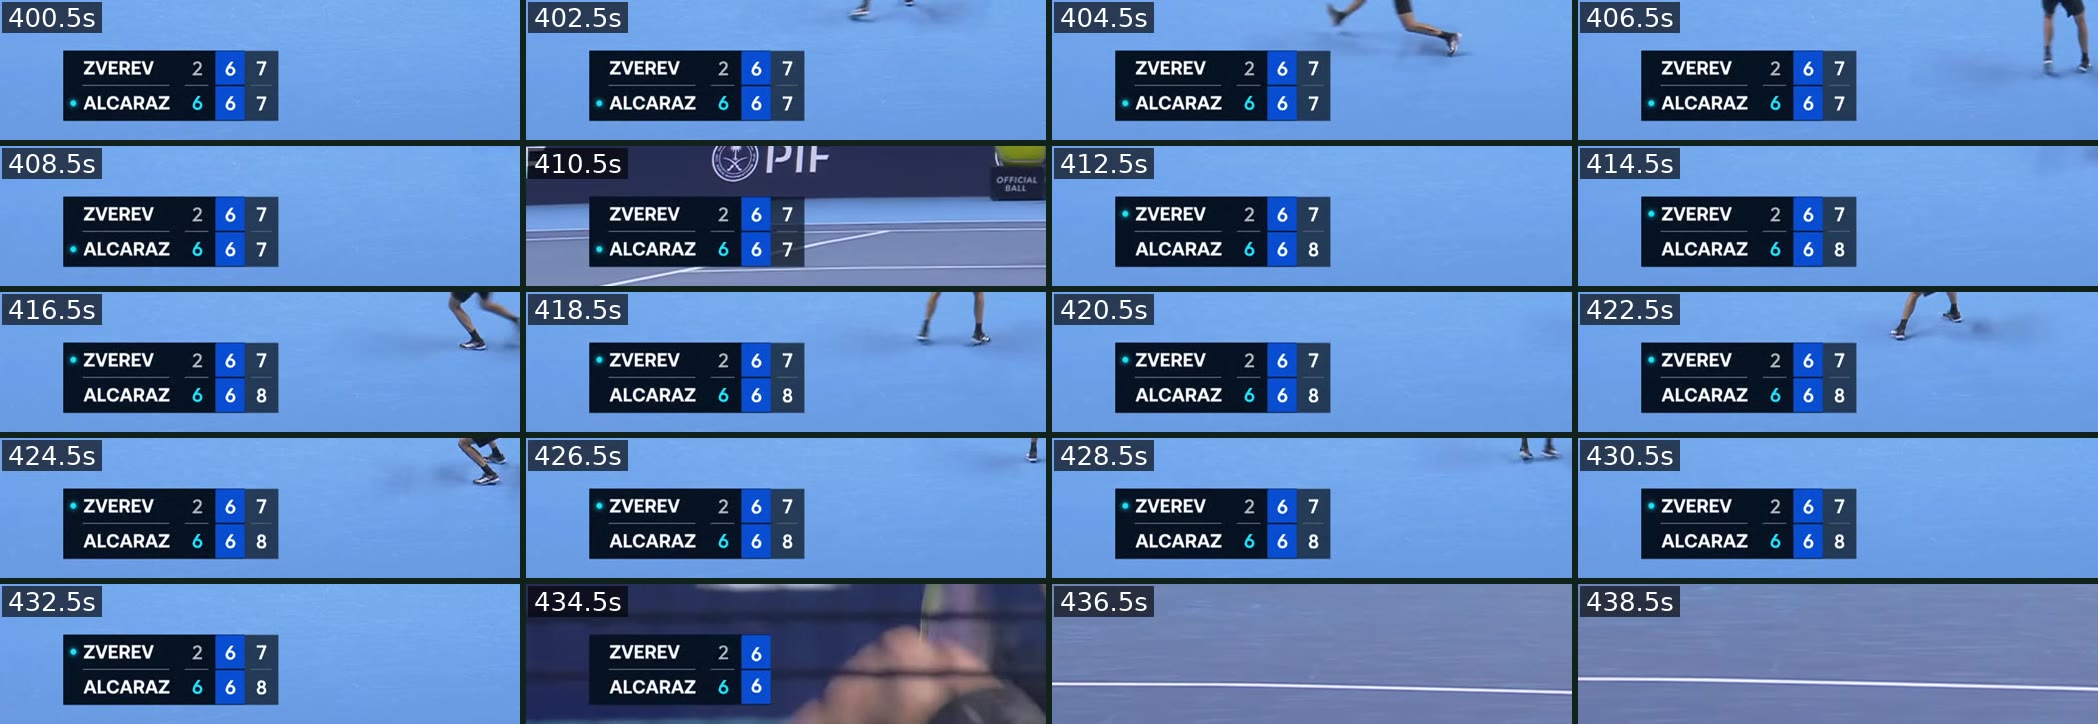 400.5s
ZVEREV 2 6 7
ALCARAZ 6 6 7
402.5s
ZVEREV 2 6 7
ALCARAZ 6 6 7
404.5s
ZVEREV 2 6 7
ALCARAZ 6 6 7
406.5s
ZVEREV 2 6 7
ALCARAZ 6 6 7
408.5s
ZVEREV 2 6 7
ALCARAZ 6 6 7
410.5s
PIF
OFFICIAL
BALL
ZVEREV 2 6 7
ALCARAZ 6 6 7
412.5s
ZVEREV 2 6 7
ALCARAZ 6 6 8
414.5s
ZVEREV 2 6 7
ALCARAZ 6 6 8
416.5s
ZVEREV 2 6 7
ALCARAZ 6 6 8
418.5s
ZVEREV 2 6 7
ALCARAZ 6 6 8
420.5s
ZVEREV 2 6 7
ALCARAZ 6 6 8
422.5s
ZVEREV 2 6 7
ALCARAZ 6 6 8
424.5s
ZVEREV 2 6 7
ALCARAZ 6 6 8
426.5s
ZVEREV 2 6 7
ALCARAZ 6 6 8
428.5s
ZVEREV 2 6 7
ALCARAZ 6 6 8
430.5s
ZVEREV 2 6 7
ALCARAZ 6 6 8
432.5s
ZVEREV 2 6 7
ALCARAZ 6 6 8
434.5s
ZVEREV 2 6
ALCARAZ 6 6
436.5s
438.5s